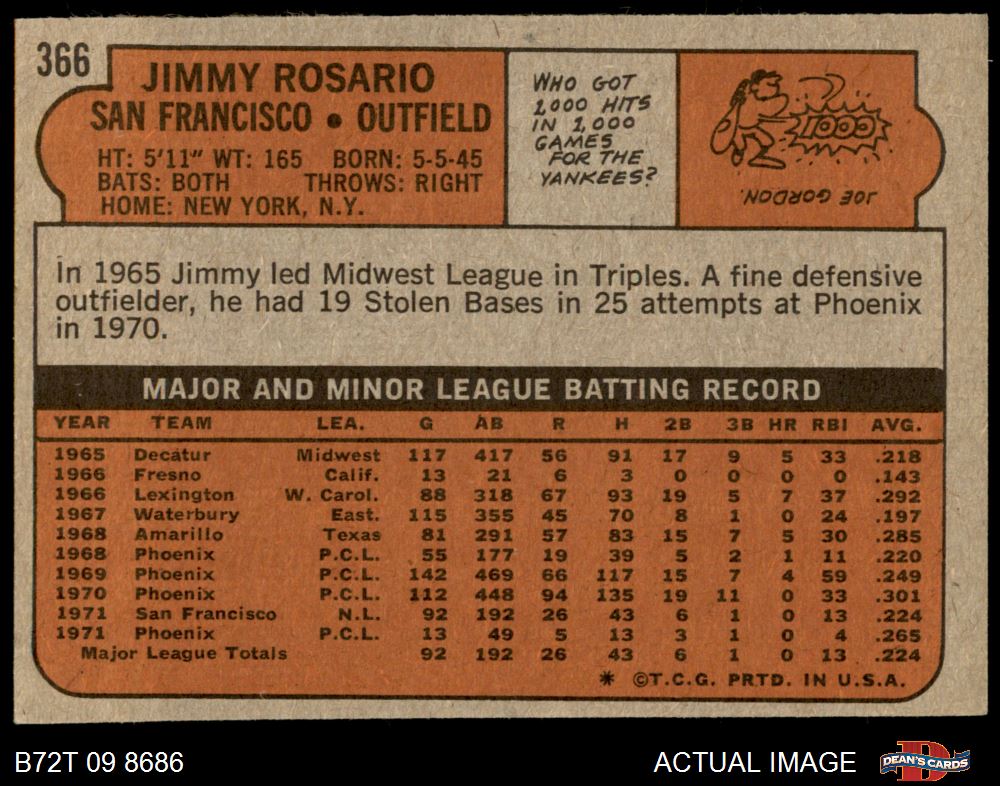 366
JIMMY ROSARIO
SAN FRANCISCO • OUTFIELD
HT: 5'11" WT: 165 BORN: 5-5-45
BATS: BOTH THROWS: RIGHT
HOME: NEW YORK, N.Y.
WHO GOT
1,000 HITS
IN 1,000
GAMES
FOR THE
YANKEES?
1000
JOE GORDON.
In 1965 Jimmy led Midwest League in Triples. A fine defensive
outfielder, he had 19 Stolen Bases in 25 attempts at Phoenix
in 1970.
MAJOR AND MINOR LEAGUE BATTING RECORD
YEAR TEAM LEA. G AB R H 2B 3B HR RBI AVG.
1965 Decatur Midwest 117 417 56 91 17 9 5 33 .218
1966 Fresno Calif. 13 21 6 3 0 0 0 0 .143
1966 Lexington W. Carol. 88 318 67 93 19 5 7 37 .292
1967 Waterbury East. 115 355 45 70 8 1 0 24 .197
1968 Amarillo Texas 81 291 57 83 15 7 5 30 .285
1968 Phoenix P.C.L. 55 177 19 39 5 2 1 11 .220
1969 Phoenix P.C.L. 142 469 66 117 15 7 4 59 .249
1970 Phoenix P.C.L. 112 448 94 135 19 11 0 33 .301
1971 San Francisco N.L. 92 192 26 43 6 1 0 13 .224
1971 Phoenix P.C.L. 13 49 5 13 3 1 0 4 .265
Major League Totals 92 192 26 43 6 1 0 13 .224
* ©T.C.G. PRTD. IN U.S.A.
B72T 09 8686 ACTUAL IMAGE
D
DEAN'S CARDS